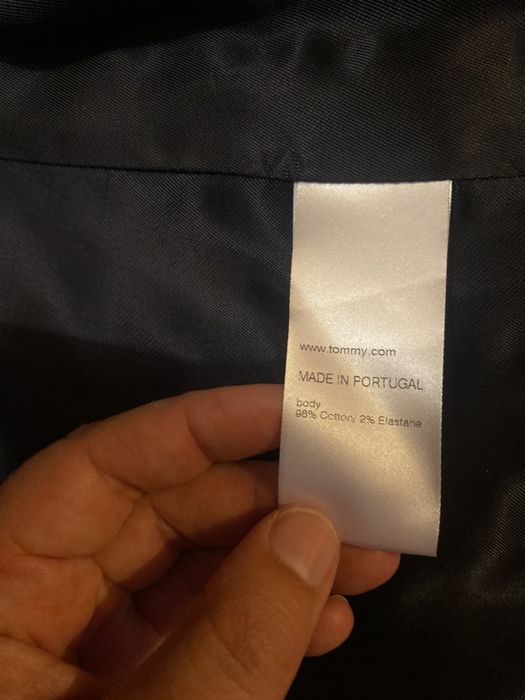 www.tommy.com
MADE IN PORTUGAL
body
98% Cotton/ 2% Elastane